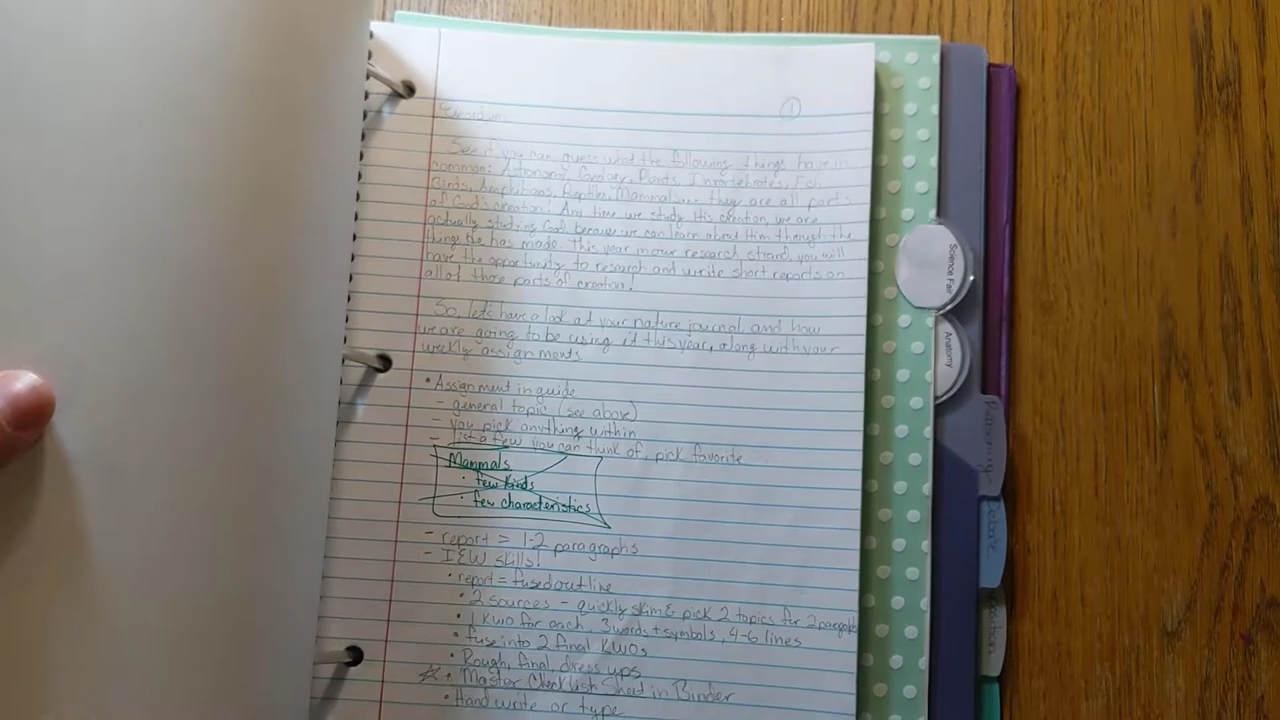 1
See if you can guess what the following things have in
common: Astronomy, Geology, Plants, Invertebrates, Fish
Birds, Amphibians, Reptiles, Mammals... they are all parts
of God's creation! Any time we study His creation, we are
actually studying God, because we can learn about Him through the
things He has made. This year in our research strand, you will
have the opportunity to research and write short reports on
all of those parts of creation!
So, let's have a look at your nature journal, and how
we are going to be using it this year, along with your
weekly assignments.
• Assignment in guide
- general topic (see above)
- you pick anything within
- list a few you can think of, pick favorite
Mammals
• few kinds
• few characteristics
- report = 1-2 paragraphs
- IEW skills!
• report = fused outline
• 2 sources - quickly skim & pick 2 topics for 2 paragraphs
• 1 KWO for each, 3 words + symbols, 4-6 lines
• fuse into 2 final KWOs
• Rough, final, dress ups
☆ • Master Checklist Sheet in Binder
• Hand write or type
Science Fair
Anatomy
Debate